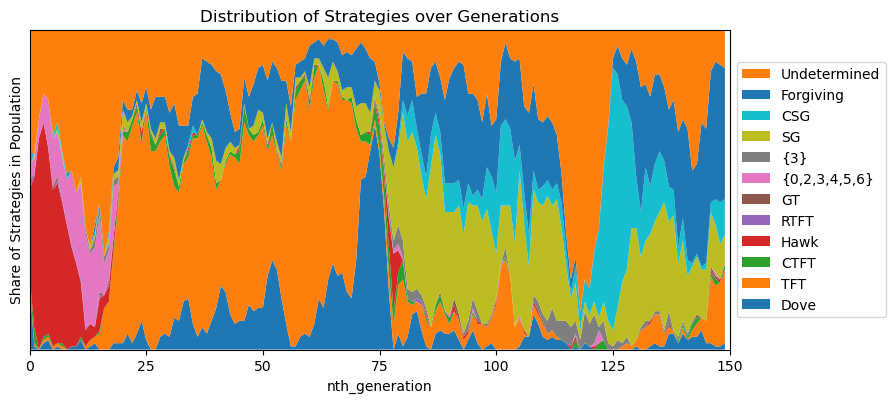 Distribution of Strategies over Generations
Share of Strategies in Population
0
25
50
75
100
125
150
nth_generation
Undetermined
Forgiving
CSG
SG
{3}
{0,2,3,4,5,6}
GT
RTFT
Hawk
CTFT
TFT
Dove